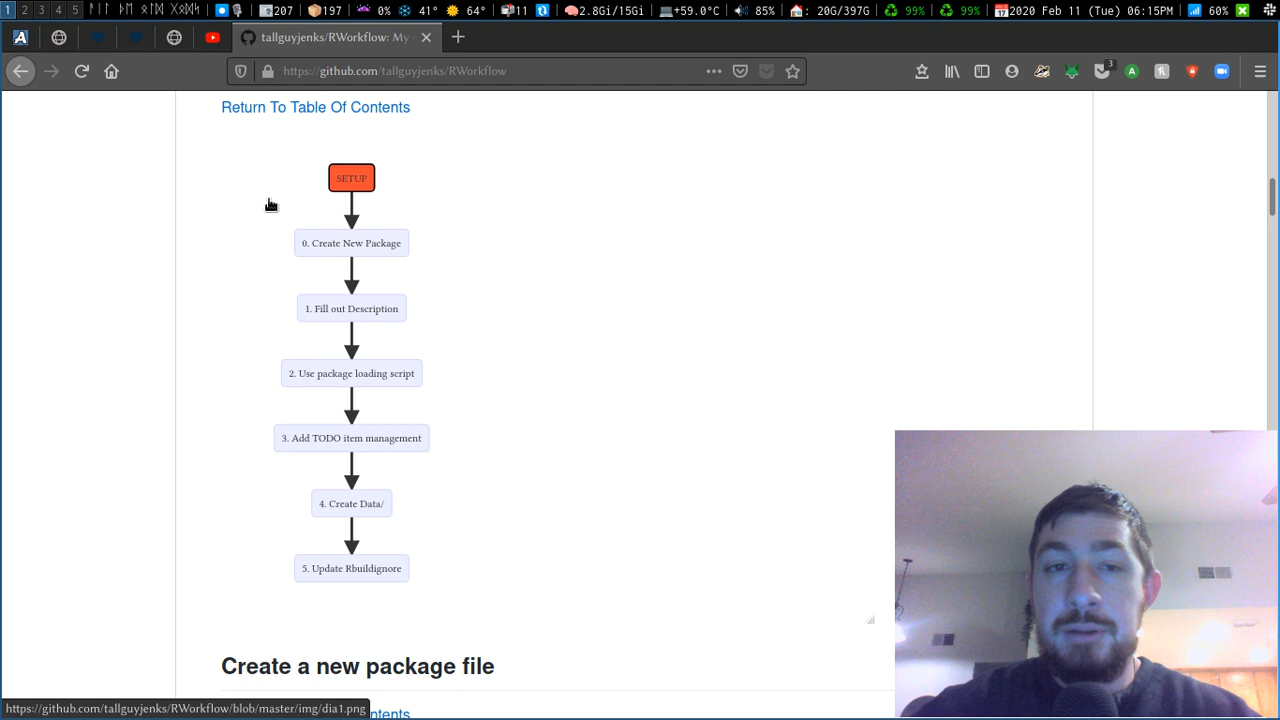 1 2 3 4 5 207 197 0% 41° 64° 11 2.8Gi/15Gi +59.0°C 85% : 20G/397G 99% 99% 2020 Feb 11 (Tue) 06:15PM 60%
tallguyjenks/RWorkflow: My
https://github.com/tallguyjenks/RWorkflow
3
Return To Table Of Contents
SETUP
0. Create New Package
1. Fill out Description
2. Use package loading script
3. Add TODO item management
4. Create Data/
5. Update Rbuildignore
Create a new package file
https://github.com/tallguyjenks/RWorkflow/blob/master/img/dia1.png
ntents